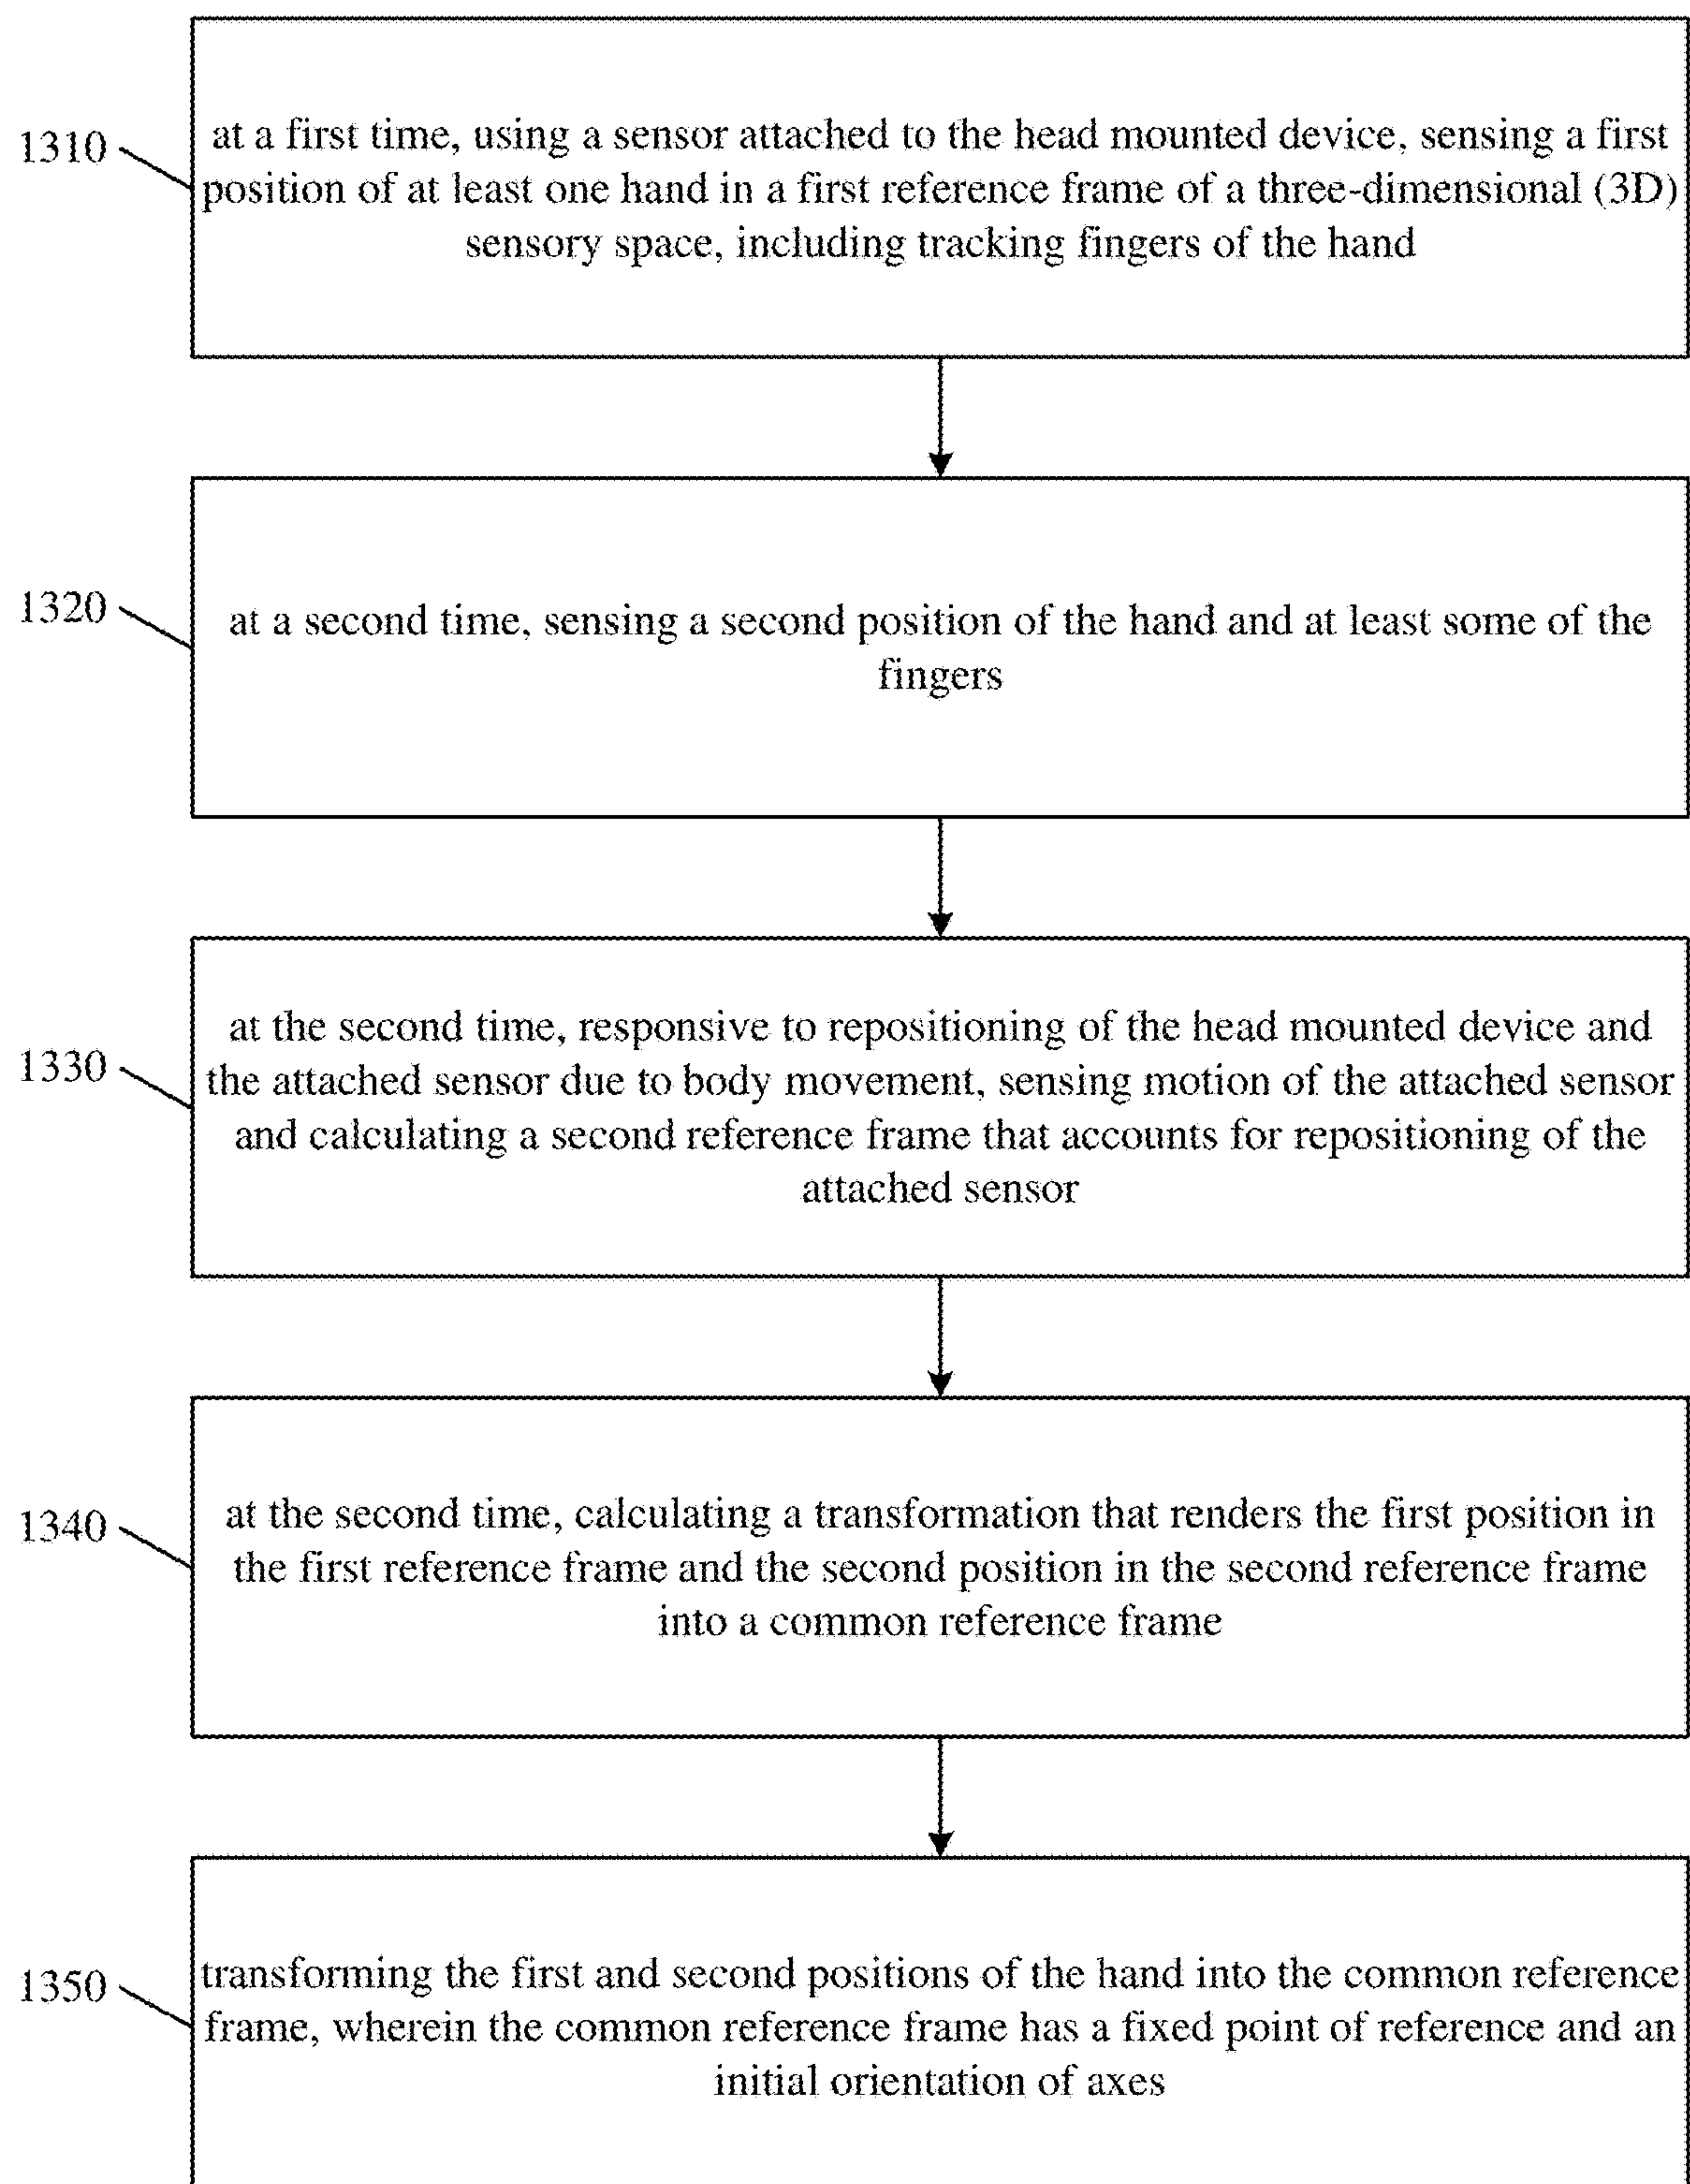 1310
at a first time, using a sensor attached to the head mounted device, sensing a first
position of at least one hand in a first reference frame of a three-dimensional (3D)
sensory space, including tracking fingers of the hand
1320
at a second time, sensing a second position of the hand and at least some of the
fingers
1330
at the second time, responsive to repositioning of the head mounted device and
the attached sensor due to body movement, sensing motion of the attached sensor
and calculating a second reference frame that accounts for repositioning of the
attached sensor
1340
at the second time, calculating a transformation that renders the first position in
the first reference frame and the second position in the second reference frame
into a common reference frame
1350
transforming the first and second positions of the hand into the common reference
frame, wherein the common reference frame has a fixed point of reference and an
initial orientation of axes